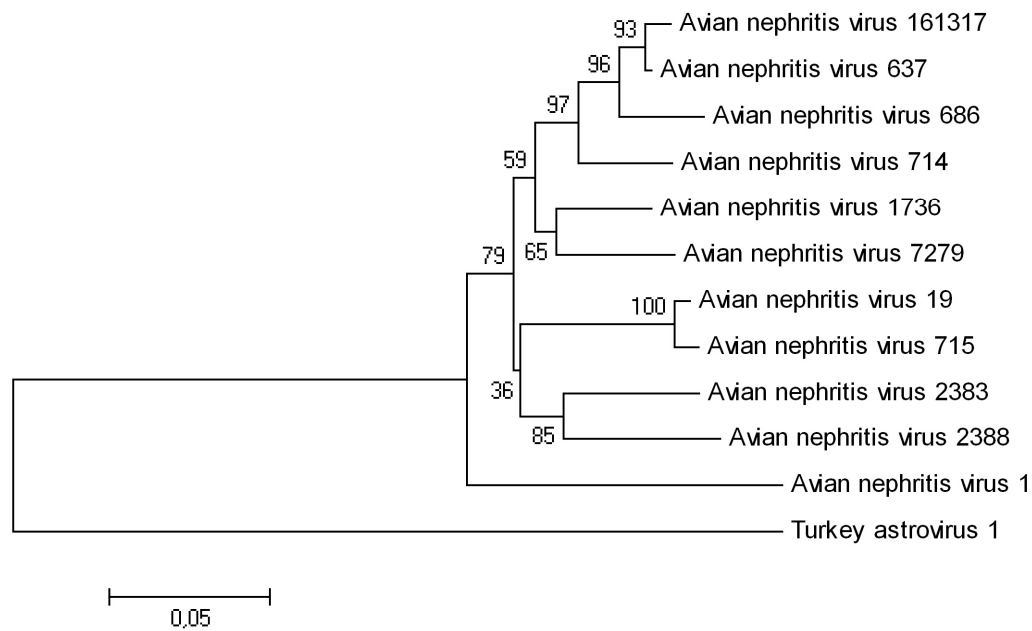 93
Avian nephritis virus 161317
96
Avian nephritis virus 637
97
Avian nephritis virus 686
59
Avian nephritis virus 714
Avian nephritis virus 1736
79
65
Avian nephritis virus 7279
100
Avian nephritis virus 19
Avian nephritis virus 715
36
Avian nephritis virus 2383
85
Avian nephritis virus 2388
Avian nephritis virus 1
Turkey astrovirus 1
0,05